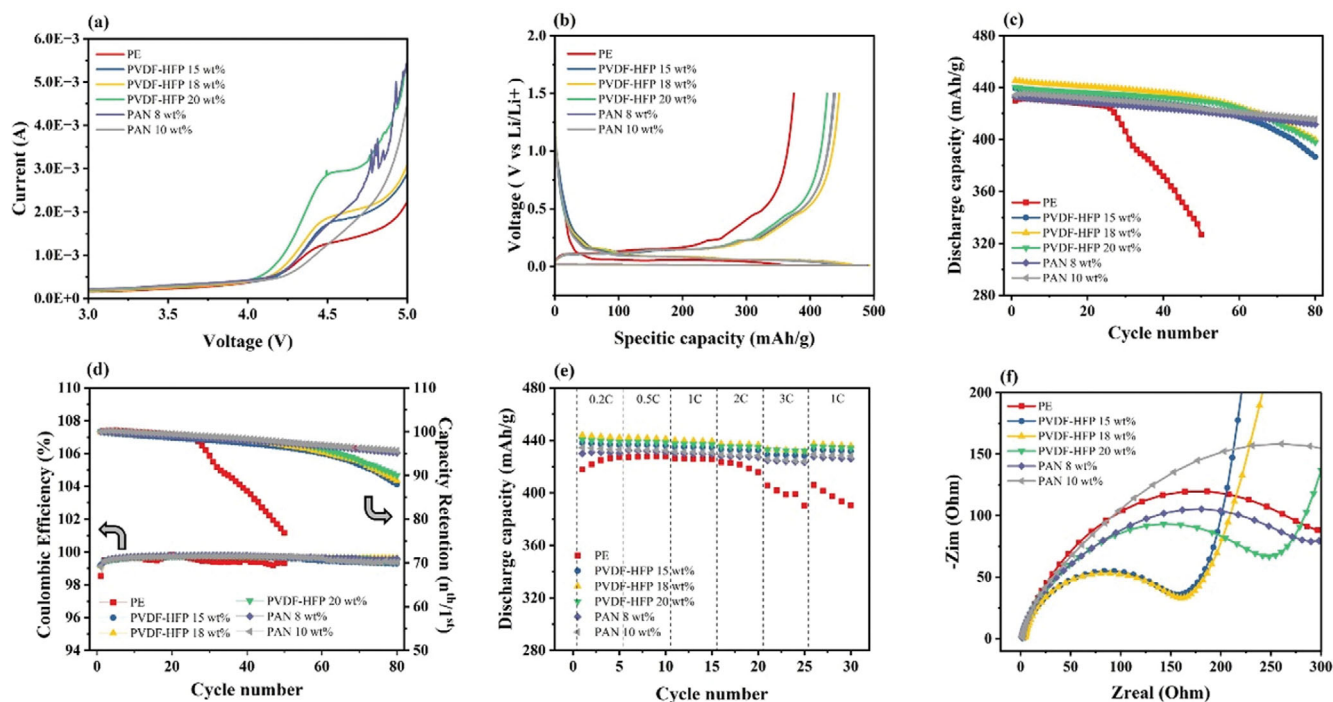 (a)
6.0E−3
5.0E−3
4.0E−3
3.0E−3
2.0E−3
1.0E−3
0.0E+0
Current (A)
PE
PVDF-HFP 15 wt%
PVDF-HFP 18 wt%
PVDF-HFP 20 wt%
PAN 8 wt%
PAN 10 wt%
3.0 3.5 4.0 4.5 5.0
Voltage (V)
(b)
2.0
1.5
1.0
0.5
0.0
Voltage ( V vs Li/Li+)
PE
PVDF-HFP 15 wt%
PVDF-HFP 18 wt%
PVDF-HFP 20 wt%
PAN 8 wt%
PAN 10 wt%
0 100 200 300 400 500
Specitic capacity (mAh/g)
(c)
480
440
400
360
320
280
Discharge capacity (mAh/g)
PE
PVDF-HFP 15 wt%
PVDF-HFP 18 wt%
PVDF-HFP 20 wt%
PAN 8 wt%
PAN 10 wt%
0 20 40 60 80
Cycle number
(d)
110
108
106
104
102
100
98
96
94
Coulombic Efficiency (%)
110
100
90
80
70
60
50
Capacity Retention (nth/1st)
PE
PVDF-HFP 15 wt%
PVDF-HFP 18 wt%
PVDF-HFP 20 wt%
PAN 8 wt%
PAN 10 wt%
0 20 40 60 80
Cycle number
(e)
480
440
400
360
320
280
Discharge capacity (mAh/g)
0.2C 0.5C 1C 2C 3C 1C
PE
PVDF-HFP 15 wt%
PVDF-HFP 18 wt%
PVDF-HFP 20 wt%
PAN 8 wt%
PAN 10 wt%
0 5 10 15 20 25 30
Cycle number
(f)
200
150
100
50
0
-Zim (Ohm)
PE
PVDF-HFP 15 wt%
PVDF-HFP 18 wt%
PVDF-HFP 20 wt%
PAN 8 wt%
PAN 10 wt%
0 50 100 150 200 250 300
Zreal (Ohm)